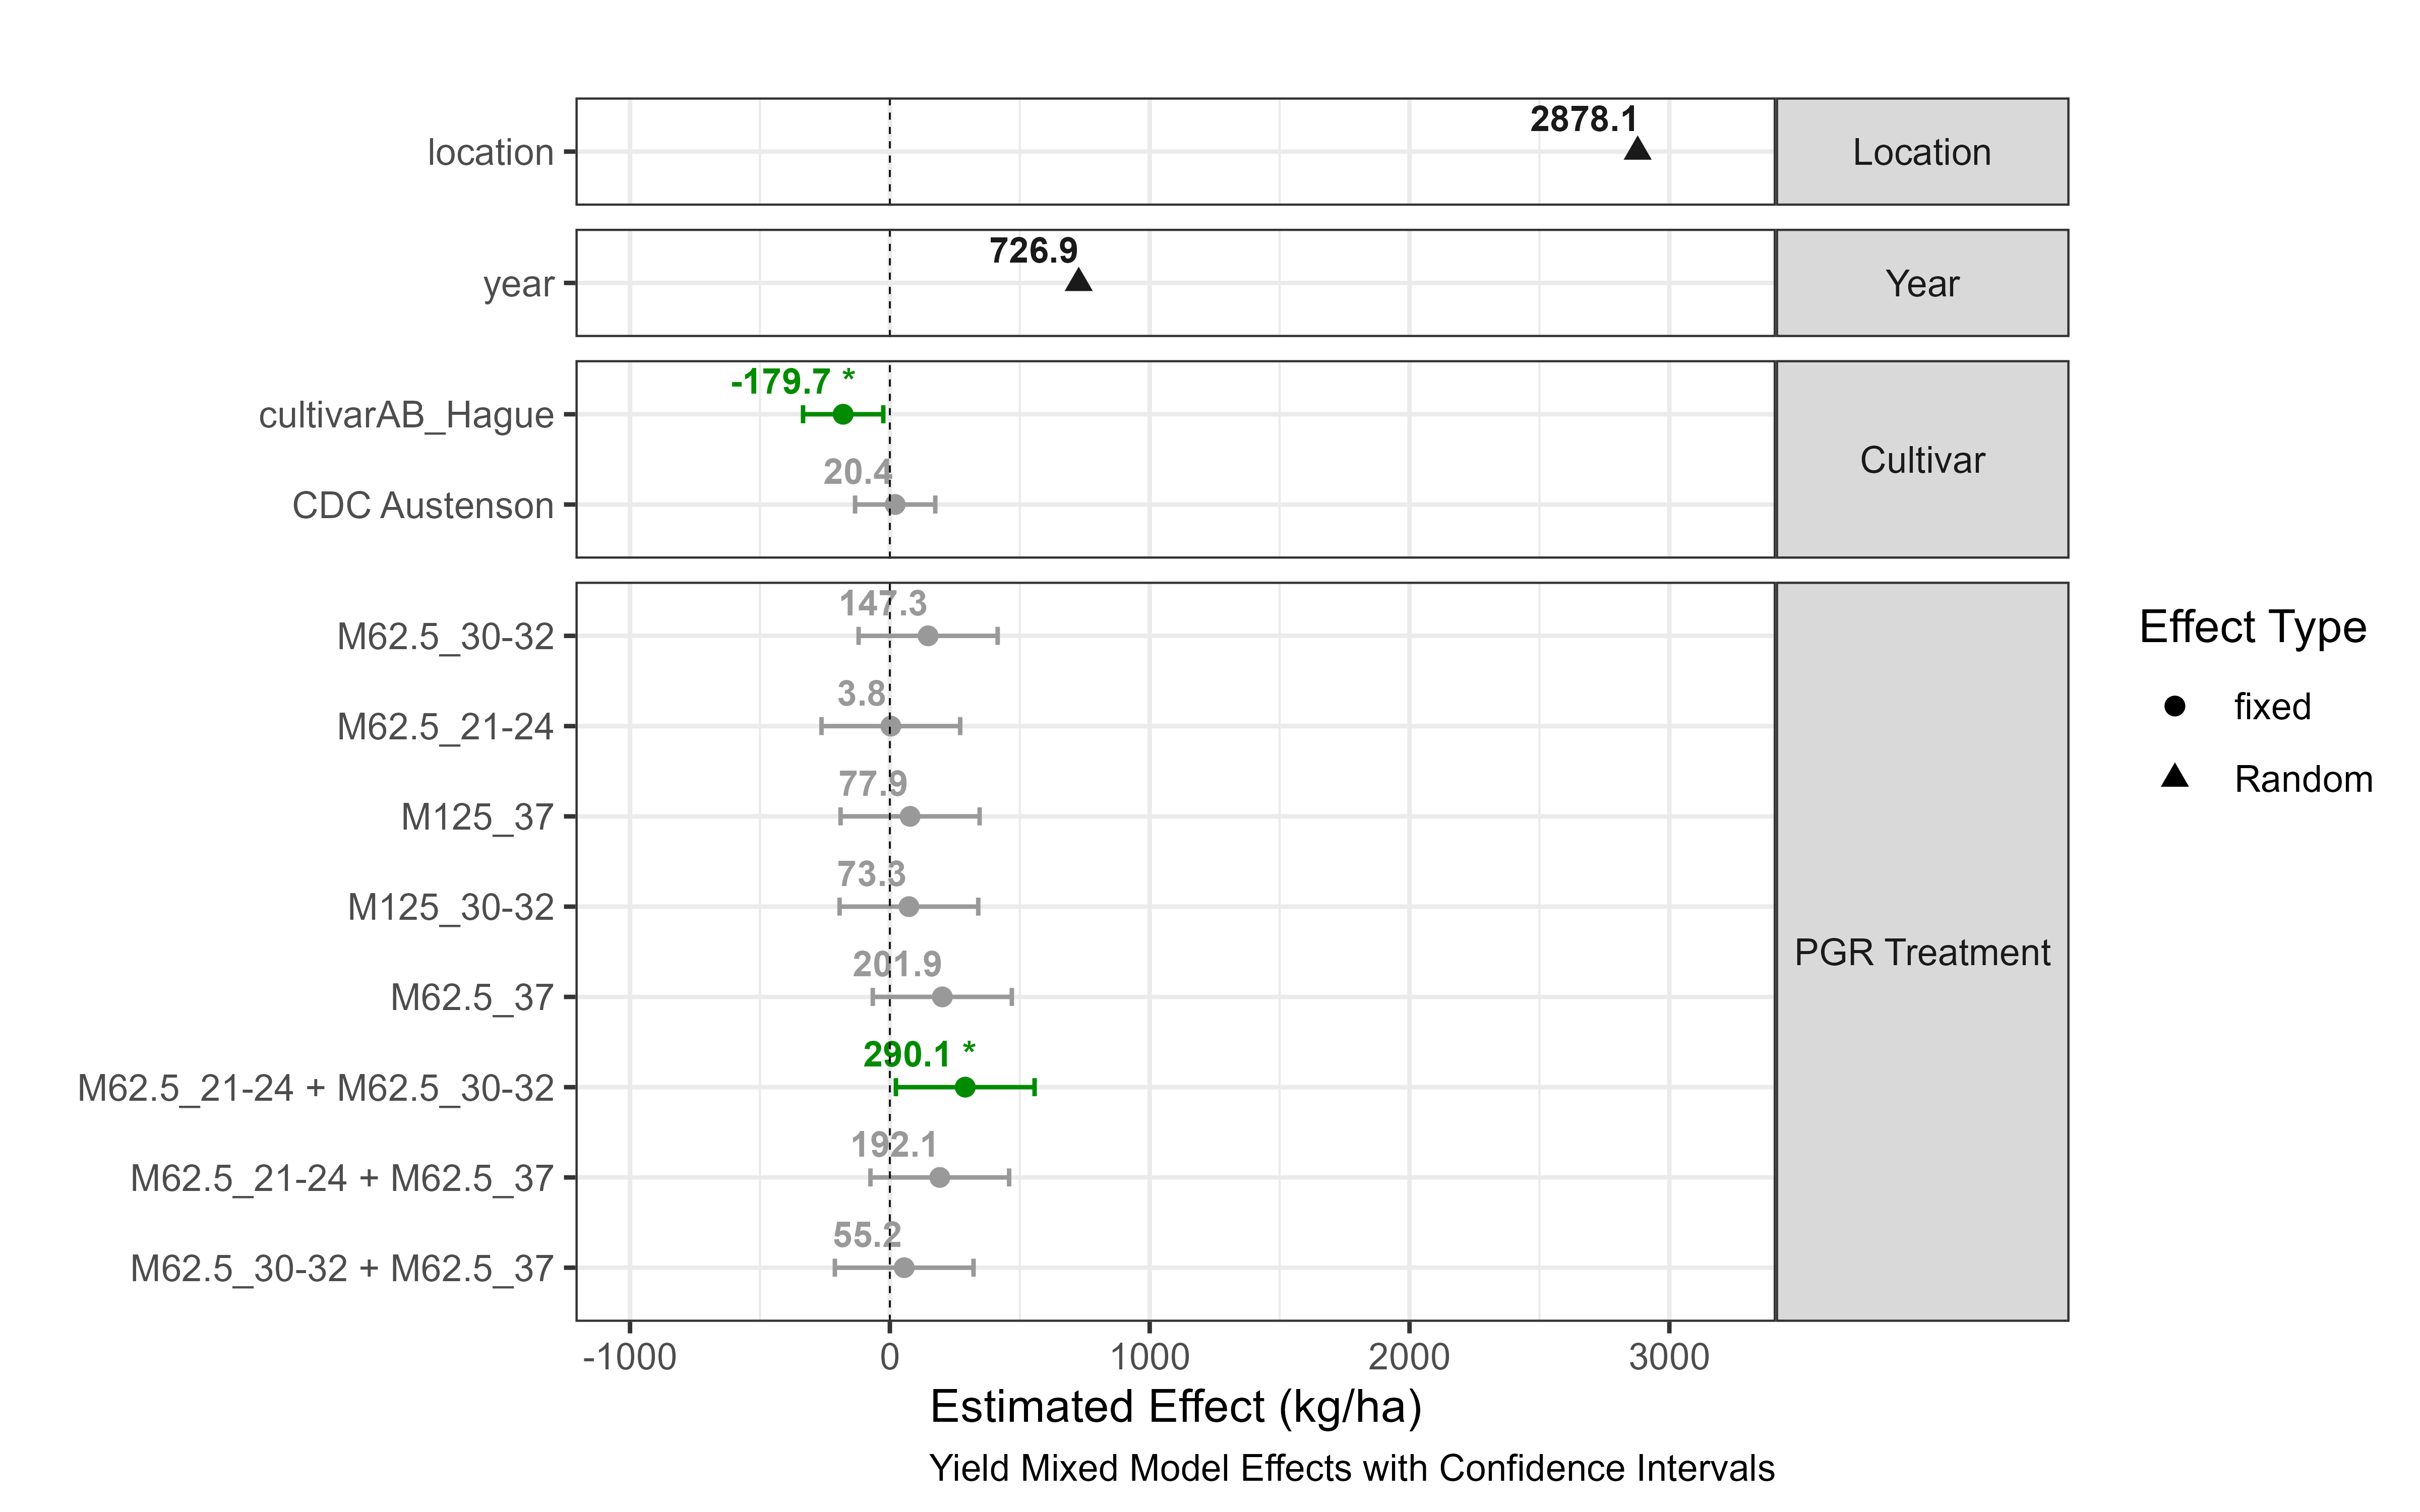 2878.1
location
Location
726.9
year
Year
-179.7 *
cultivarAB_Hague
20.4
CDC Austenson
Cultivar
147.3
M62.5_30-32
3.8
M62.5_21-24
77.9
M125_37
73.3
M125_30-32
201.9
M62.5_37
290.1 *
M62.5_21-24 + M62.5_30-32
192.1
M62.5_21-24 + M62.5_37
55.2
M62.5_30-32 + M62.5_37
PGR Treatment
-1000 0 1000 2000 3000
Estimated Effect (kg/ha)
Yield Mixed Model Effects with Confidence Intervals
Effect Type
fixed
Random